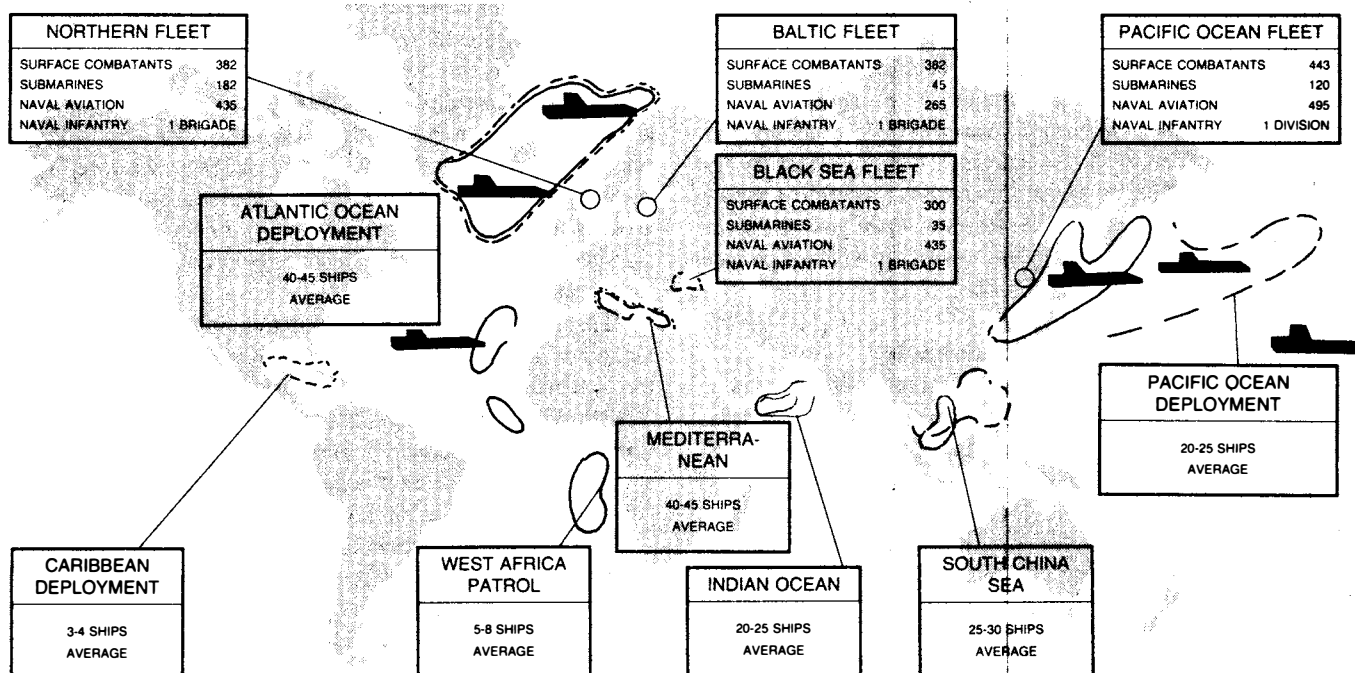 NORTHERN FLEET
SURFACE COMBATANTS 382
SUBMARINES 182
NAVAL AVIATION 435
NAVAL INFANTRY 1 BRIGADE
BALTIC FLEET
SURFACE COMBATANTS 382
SUBMARINES 45
NAVAL AVIATION 265
NAVAL INFANTRY 1 BRIGADE
PACIFIC OCEAN FLEET
SURFACE COMBATANTS 443
SUBMARINES 120
NAVAL AVIATION 495
NAVAL INFANTRY 1 DIVISION
BLACK SEA FLEET
SURFACE COMBATANTS 300
SUBMARINES 35
NAVAL AVIATION 435
NAVAL INFANTRY 1 BRIGADE
ATLANTIC OCEAN
DEPLOYMENT
40-45 SHIPS
AVERAGE
PACIFIC OCEAN
DEPLOYMENT
20-25 SHIPS
AVERAGE
MEDITERRA-
NEAN
40-45 SHIPS
AVERAGE
CARIBBEAN
DEPLOYMENT
3-4 SHIPS
AVERAGE
WEST AFRICA
PATROL
5-8 SHIPS
AVERAGE
INDIAN OCEAN
20-25 SHIPS
AVERAGE
SOUTH CHINA
SEA
25-30 SHIPS
AVERAGE